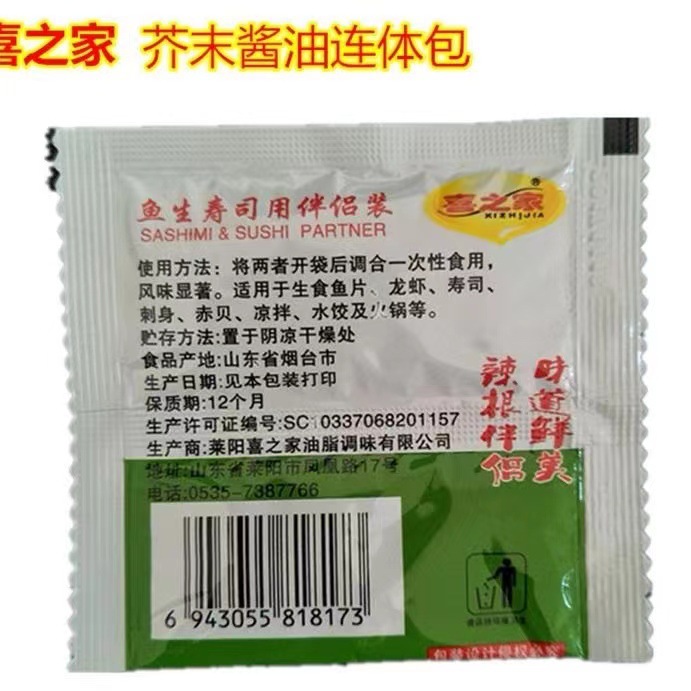 喜之家 芥末酱油连体包
鱼生寿司用伴侣装
SASHIMI & SUSHI PARTNER
喜之家®
XIZHIJIA
使用方法：将两者开袋后调合一次性食用，
风味显著。适用于生食鱼片、龙虾、寿司、
刺身、赤贝、凉拌、水饺及火锅等。
贮存方法:置于阴凉干燥处
食品产地:山东省烟台市
生产日期:见本包装打印
保质期:12个月
生产许可证编号:SC10337068201157
生产商:莱阳喜之家油脂调味有限公司
地址:山东省莱阳市凤凰路17号
电话:0535-7387766
味道鲜美
辣根伴侣
6 943055 818173
包装设计侵权必究